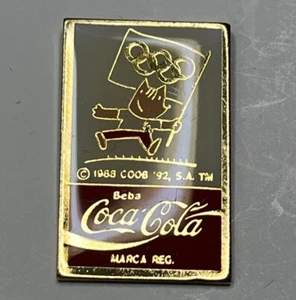 © 1988 COOB '92, S.A. TM
Beba
Coca-Cola
MARCA REG.